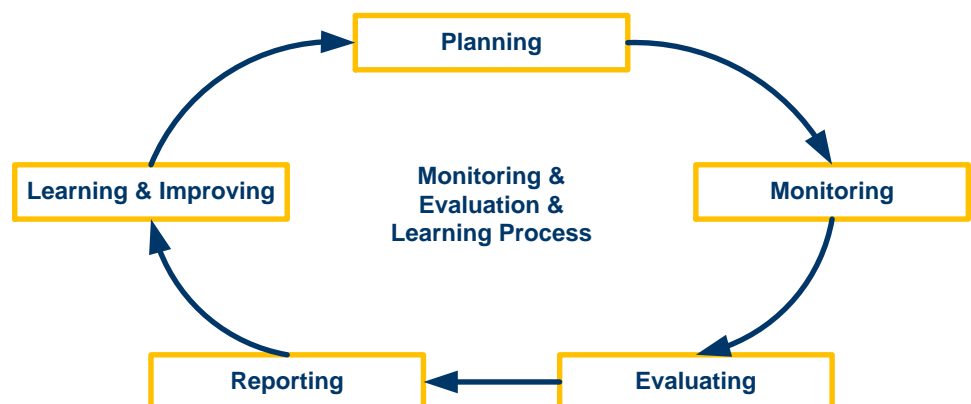 Planning
Learning & Improving
Monitoring &
Evaluation &
Learning Process
Monitoring
Reporting
Evaluating